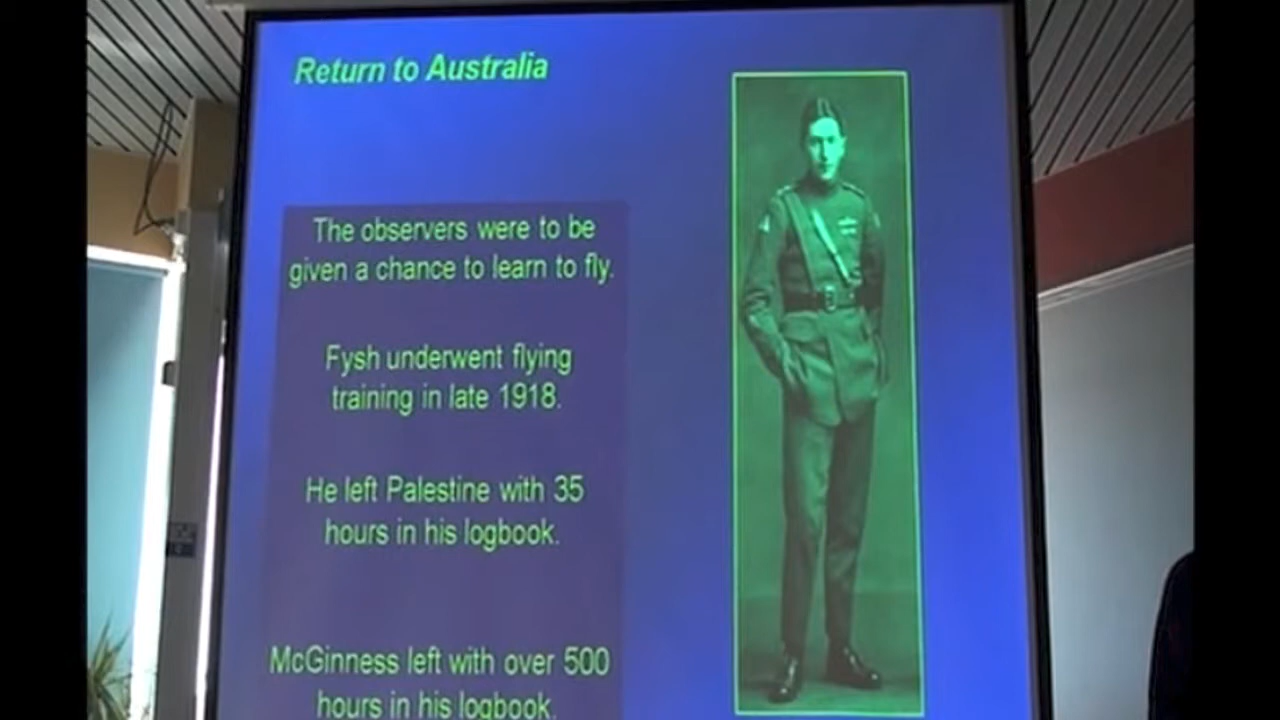 Return to Australia
The observers were to be
given a chance to learn to fly.
Fysh underwent flying
training in late 1918.
He left Palestine with 35
hours in his logbook.
McGinness left with over 500
hours in his logbook.